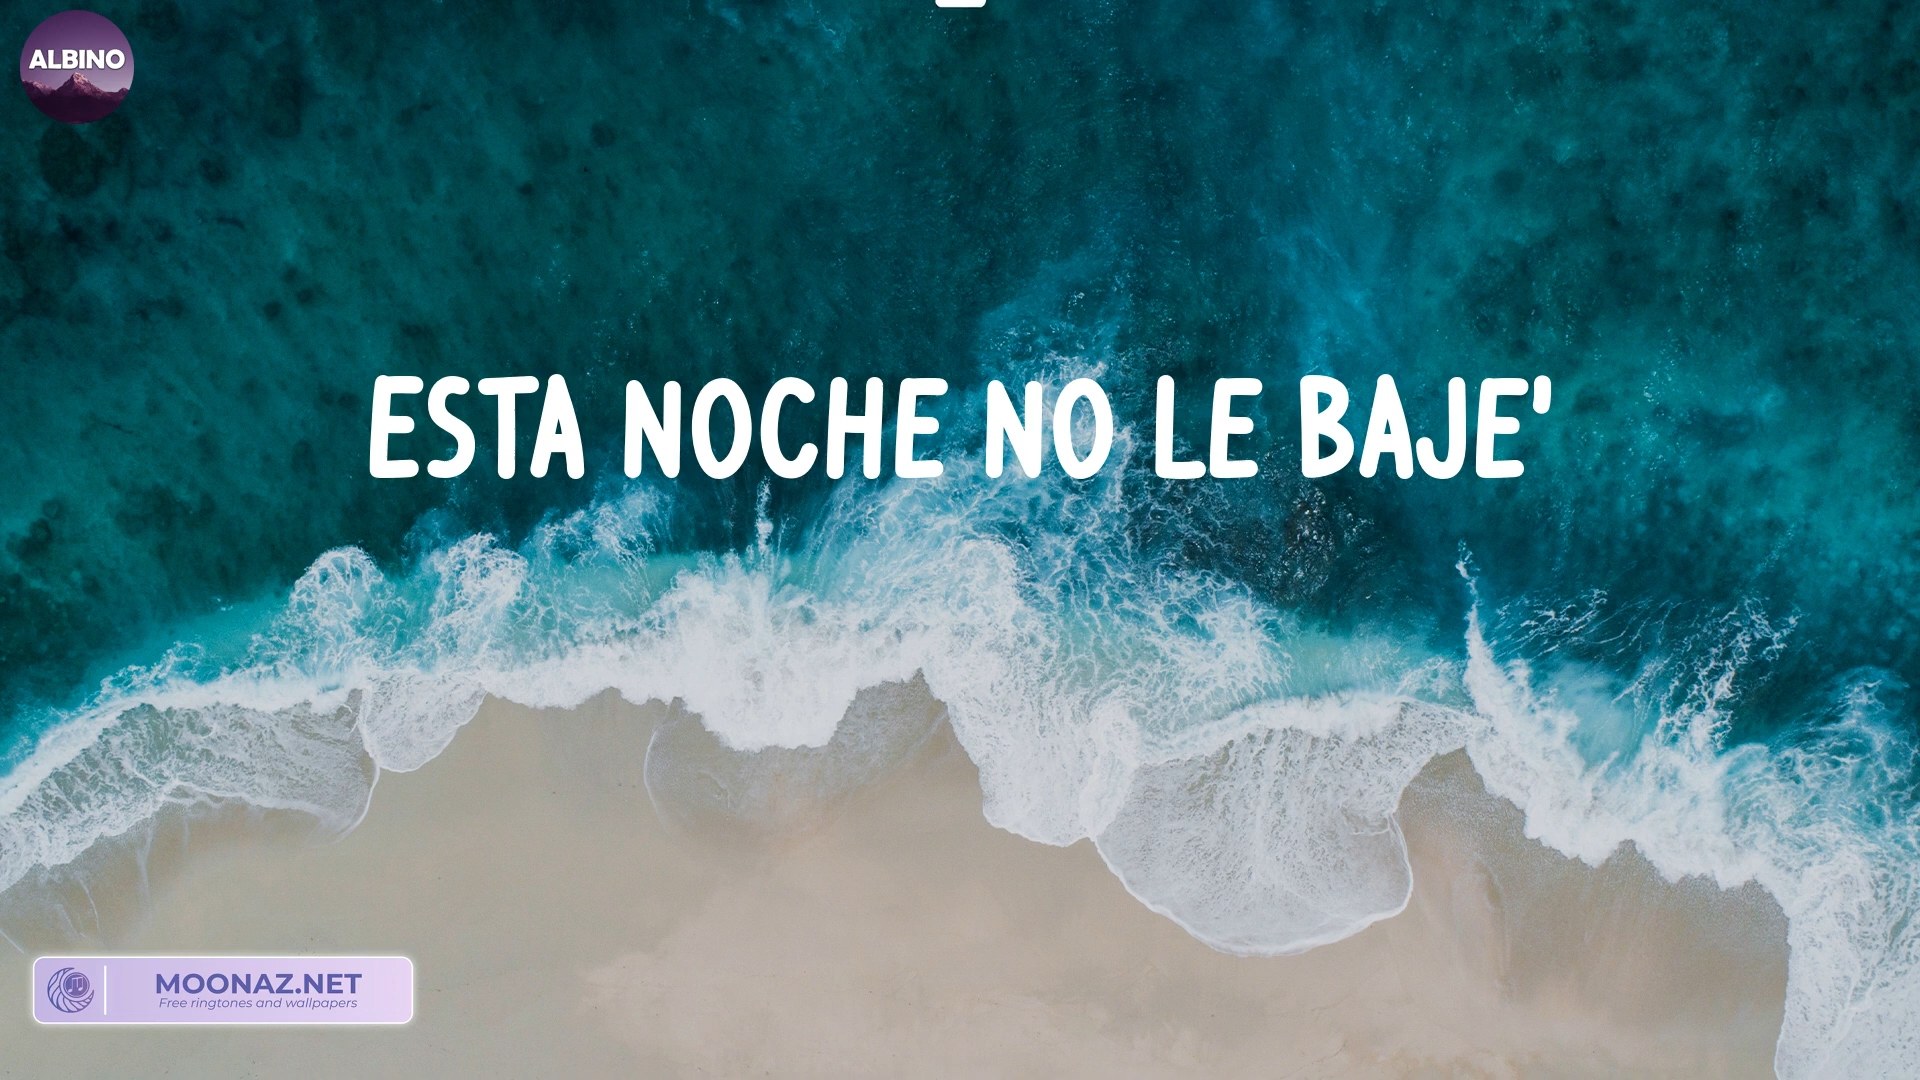 ALBINO
ESTA NOCHE NO LE BAJE'
MOONAZ.NET
Free ringtones and wallpapers